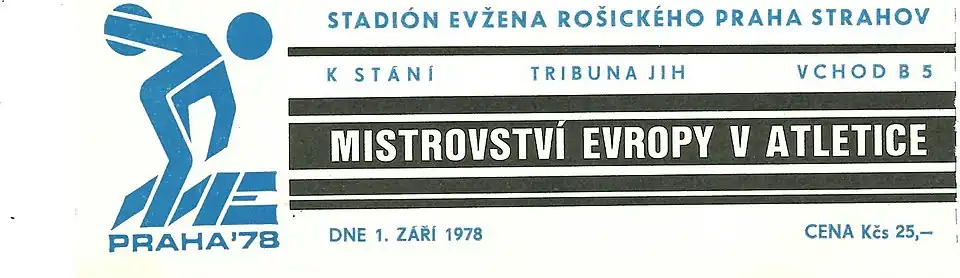 STADIÓN EVŽENA ROŠICKÉHO PRAHA STRAHOV
K STÁNÍ TRIBUNA JIH VCHOD B 5
MISTROVSTVÍ EVROPY V ATLETICE
ME
PRAHA'78
DNE 1. ZÁŘÍ 1978 CENA Kčs 25,—